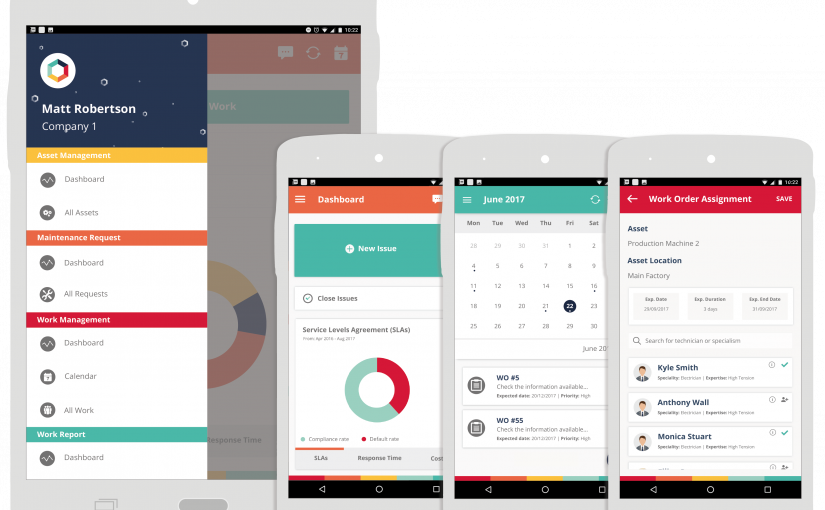 10:22
7
Matt Robertson
Company 1
Work
Asset Management
Dashboard
All Assets
Maintenance Request
Dashboard
All Requests
Work Management
Dashboard
Calendar
All Work
Work Report
Dashboard
Response Time
Dashboard
New Issue
Close Issues
Service Levels Agreement (SLAs)
From Apr 2016 - Aug 2017
Compliance rate
Default rate
SLAs
Response Time
Cost
June 2017
Mon Tue Wed Thu Fri Sat
28 29 30 31 1 2
4 5 6 7 8 9
11 12 13 14 15 16
18 19 20 21 22 23
25 26 27 28 29 30
WO #5
Check the information available...
Expected date: 20/12/2017 | Priority: High
WO #55
Check the information available...
Expected date: 20/12/2017 | Priority: High
10:22
Work Order Assignment
SAVE
Asset
Production Machine 2
Asset Location
Main Factory
Exp. Date
29/09/2017
Exp. Duration
3 days
Exp. End Date
31/09/2017
Search for technician or specialism
Kyle Smith
Speciality: Electrician | Expertise: High Tension
Anthony Wall
Speciality: Electrician | Expertise: High Tension
Monica Stuart
Speciality: Electrician | Expertise: High Tension